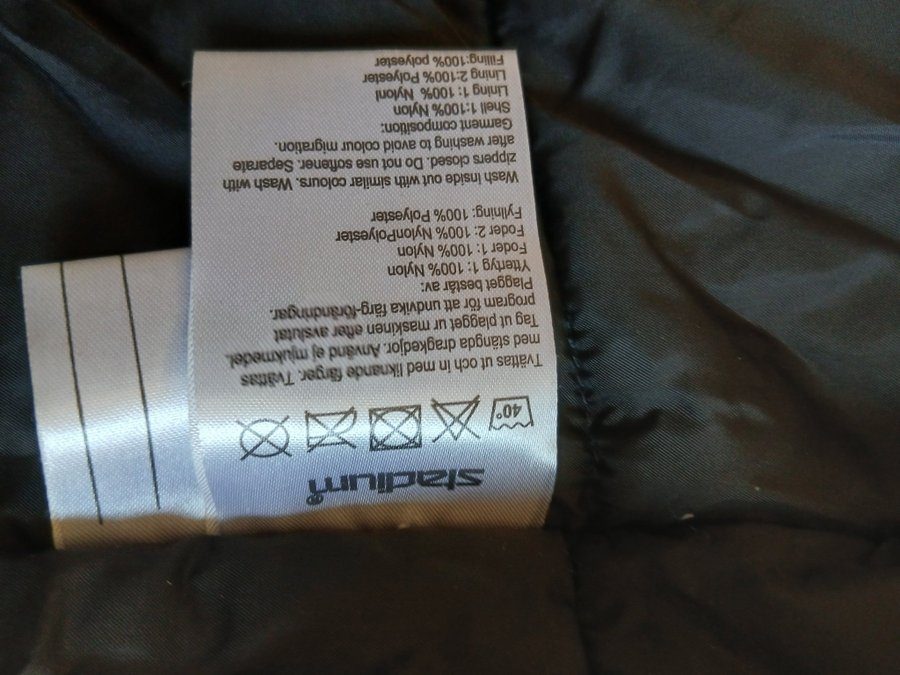 stadium®
40°
Tvättas ut och in med liknande färger. Tvättas
med stängda dragkedjor. Använd ej mjukmedel.
Tag ut plagget ur maskinen efter avslutat
program för att undvika färg-förändringar.
Plagget består av:
Yttertyg 1: 100% Nylon
Foder 1: 100% Nylon
Foder 2: 100% NylonPolyester
Fyllning: 100% Polyester
Wash inside out with similar colours. Wash with
zippers closed. Do not use softener. Separate
after washing to avoid colour migration.
Garment composition:
Shell 1:100% Nylon
Lining 1: 100% Nylonl
Lining 2:100% Polyester
Filling:100% polyester